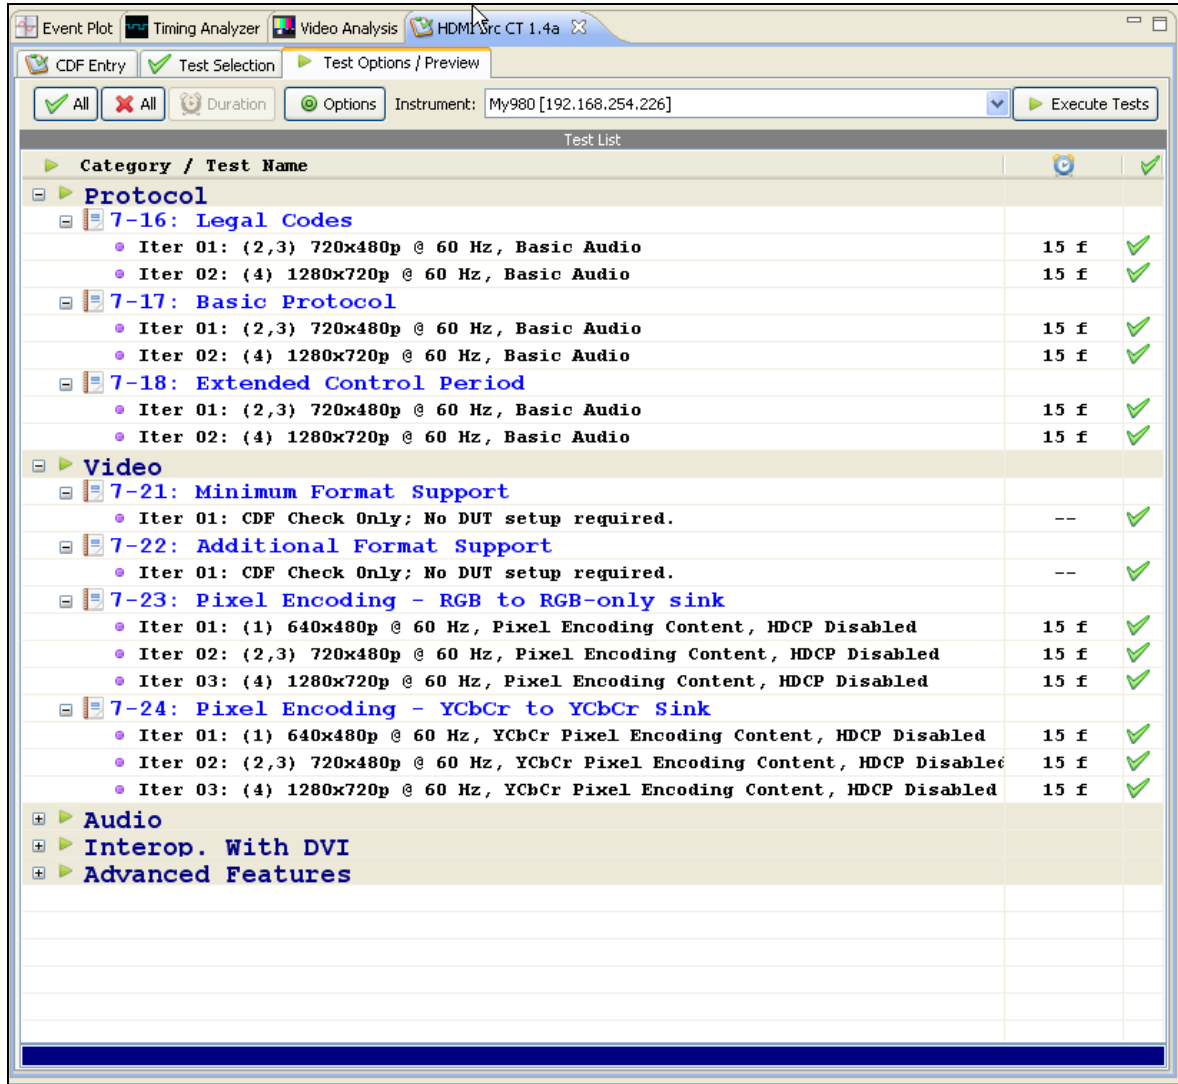 Event Plot Timing Analyzer Video Analysis HDMI Src CT 1.4a
CDF Entry Test Selection Test Options / Preview
All All Duration Options Instrument: My980 [192.168.254.226] Execute Tests
Test List
Category / Test Name
Protocol
7-16: Legal Codes
Iter 01: (2,3) 720x480p @ 60 Hz, Basic Audio 15 f
Iter 02: (4) 1280x720p @ 60 Hz, Basic Audio 15 f
7-17: Basic Protocol
Iter 01: (2,3) 720x480p @ 60 Hz, Basic Audio 15 f
Iter 02: (4) 1280x720p @ 60 Hz, Basic Audio 15 f
7-18: Extended Control Period
Iter 01: (2,3) 720x480p @ 60 Hz, Basic Audio 15 f
Iter 02: (4) 1280x720p @ 60 Hz, Basic Audio 15 f
Video
7-21: Minimum Format Support
Iter 01: CDF Check Only; No DUT setup required. --
7-22: Additional Format Support
Iter 01: CDF Check Only; No DUT setup required. --
7-23: Pixel Encoding - RGB to RGB-only sink
Iter 01: (1) 640x480p @ 60 Hz, Pixel Encoding Content, HDCP Disabled 15 f
Iter 02: (2,3) 720x480p @ 60 Hz, Pixel Encoding Content, HDCP Disabled 15 f
Iter 03: (4) 1280x720p @ 60 Hz, Pixel Encoding Content, HDCP Disabled 15 f
7-24: Pixel Encoding - YCbCr to YCbCr Sink
Iter 01: (1) 640x480p @ 60 Hz, YCbCr Pixel Encoding Content, HDCP Disabled 15 f
Iter 02: (2,3) 720x480p @ 60 Hz, YCbCr Pixel Encoding Content, HDCP Disabled 15 f
Iter 03: (4) 1280x720p @ 60 Hz, YCbCr Pixel Encoding Content, HDCP Disabled 15 f
Audio
Interop. With DVI
Advanced Features